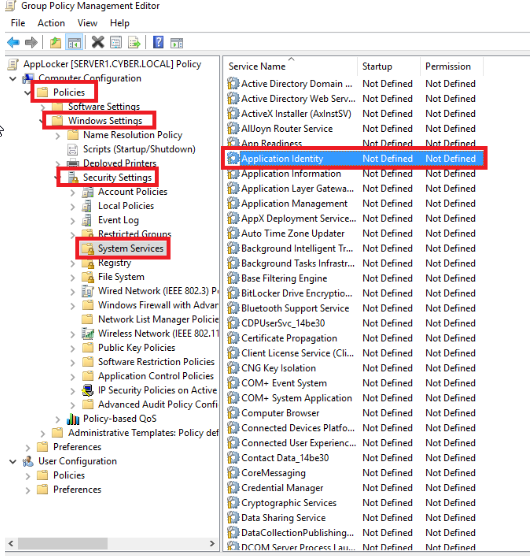 Group Policy Management Editor
File Action View Help
AppLocker [SERVER1.CYBER.LOCAL] Policy
Computer Configuration
Policies
Software Settings
Windows Settings
Name Resolution Policy
Scripts (Startup/Shutdown)
Deployed Printers
Security Settings
Account Policies
Local Policies
Event Log
Restricted Groups
System Services
Registry
File System
Wired Network (IEEE 802.3) P
Windows Firewall with Advan
Network List Manager Policie
Wireless Network (IEEE 802.11
Public Key Policies
Software Restriction Policies
Application Control Policies
IP Security Policies on Active
Advanced Audit Policy Confi
Policy-based QoS
Administrative Templates: Policy def
Preferences
User Configuration
Policies
Preferences
Service Name Startup Permission
Active Directory Domain ... Not Defined Not Defined
Active Directory Web Serv... Not Defined Not Defined
ActiveX Installer (AxInstSV) Not Defined Not Defined
AllJoyn Router Service Not Defined Not Defined
App Readiness Not Defined Not Defined
Application Identity Not Defined Not Defined
Application Information Not Defined Not Defined
Application Layer Gatewa... Not Defined Not Defined
Application Management Not Defined Not Defined
AppX Deployment Service... Not Defined Not Defined
Auto Time Zone Updater Not Defined Not Defined
Background Intelligent Tr... Not Defined Not Defined
Background Tasks Infrastr... Not Defined Not Defined
Base Filtering Engine Not Defined Not Defined
BitLocker Drive Encryptio... Not Defined Not Defined
Bluetooth Support Service Not Defined Not Defined
CDPUserSvc_14be30 Not Defined Not Defined
Certificate Propagation Not Defined Not Defined
Client License Service (Cli... Not Defined Not Defined
CNG Key Isolation Not Defined Not Defined
COM+ Event System Not Defined Not Defined
COM+ System Application Not Defined Not Defined
Computer Browser Not Defined Not Defined
Connected Devices Platfo... Not Defined Not Defined
Connected User Experienc... Not Defined Not Defined
Contact Data_14be30 Not Defined Not Defined
CoreMessaging Not Defined Not Defined
Credential Manager Not Defined Not Defined
Cryptographic Services Not Defined Not Defined
Data Sharing Service Not Defined Not Defined
DataCollectionPublishing... Not Defined Not Defined
DCOM Server Process Lau... Not Defined Not Defined